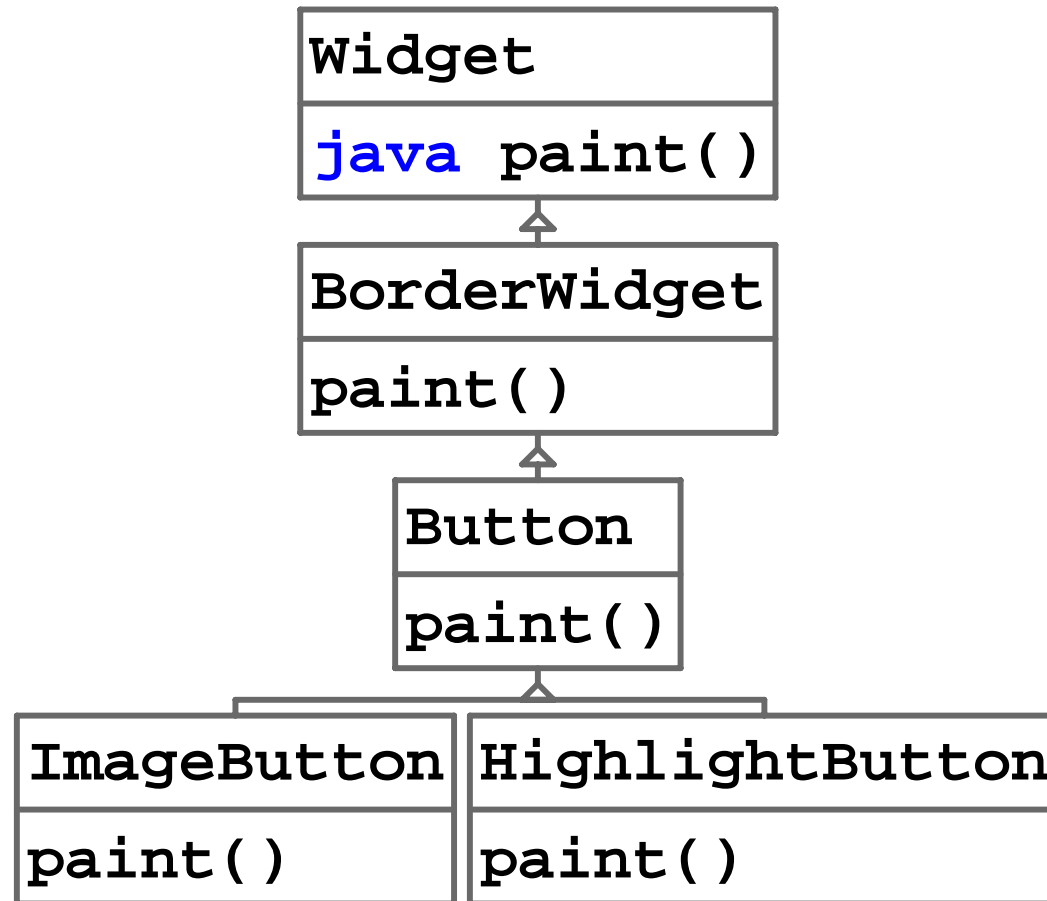 Widget
java paint()
BorderWidget
paint()
Button
paint()
ImageButton
paint()
HighlightButton
paint()